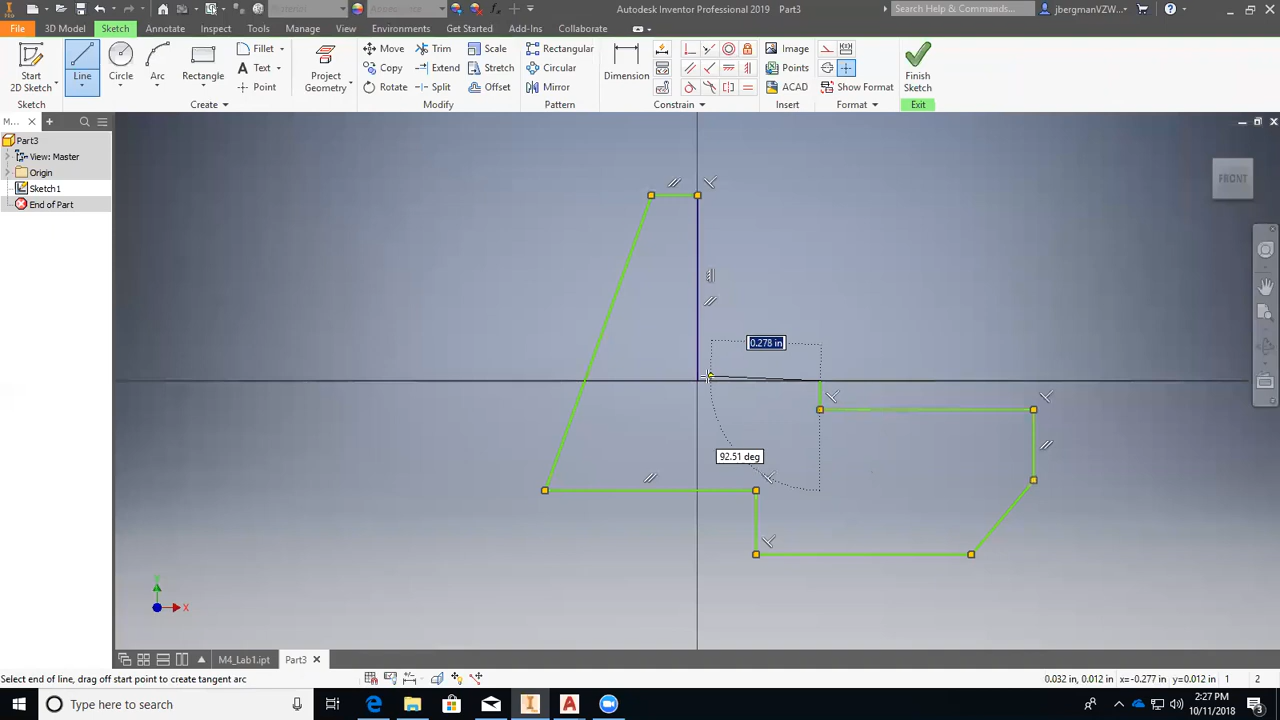 Material
Appearance
Autodesk Inventor Professional 2019   Part3
Search Help & Commands...
jbergmanVZW...
File
3D Model
Sketch
Annotate
Inspect
Tools
Manage
View
Environments
Get Started
Add-Ins
Collaborate
Start
2D Sketch
Line
Circle
Arc
Rectangle
Fillet
Text
Point
Project
Geometry
Move
Copy
Rotate
Trim
Extend
Split
Scale
Stretch
Offset
Rectangular
Circular
Mirror
Dimension
Image
Points
ACAD
Show Format
Finish
Sketch
Sketch
Create
Modify
Pattern
Constrain
Insert
Format
Exit
M...
Part3
View: Master
Origin
Sketch1
End of Part
FRONT
0.278 in
92.51 deg
Y
X
M4_Lab1.ipt
Part3
Select end of line, drag off start point to create tangent arc
0.032 in, 0.012 in
x=-0.277 in
y=0.012 in
1
2
Type here to search
2:27 PM
10/11/2018
3